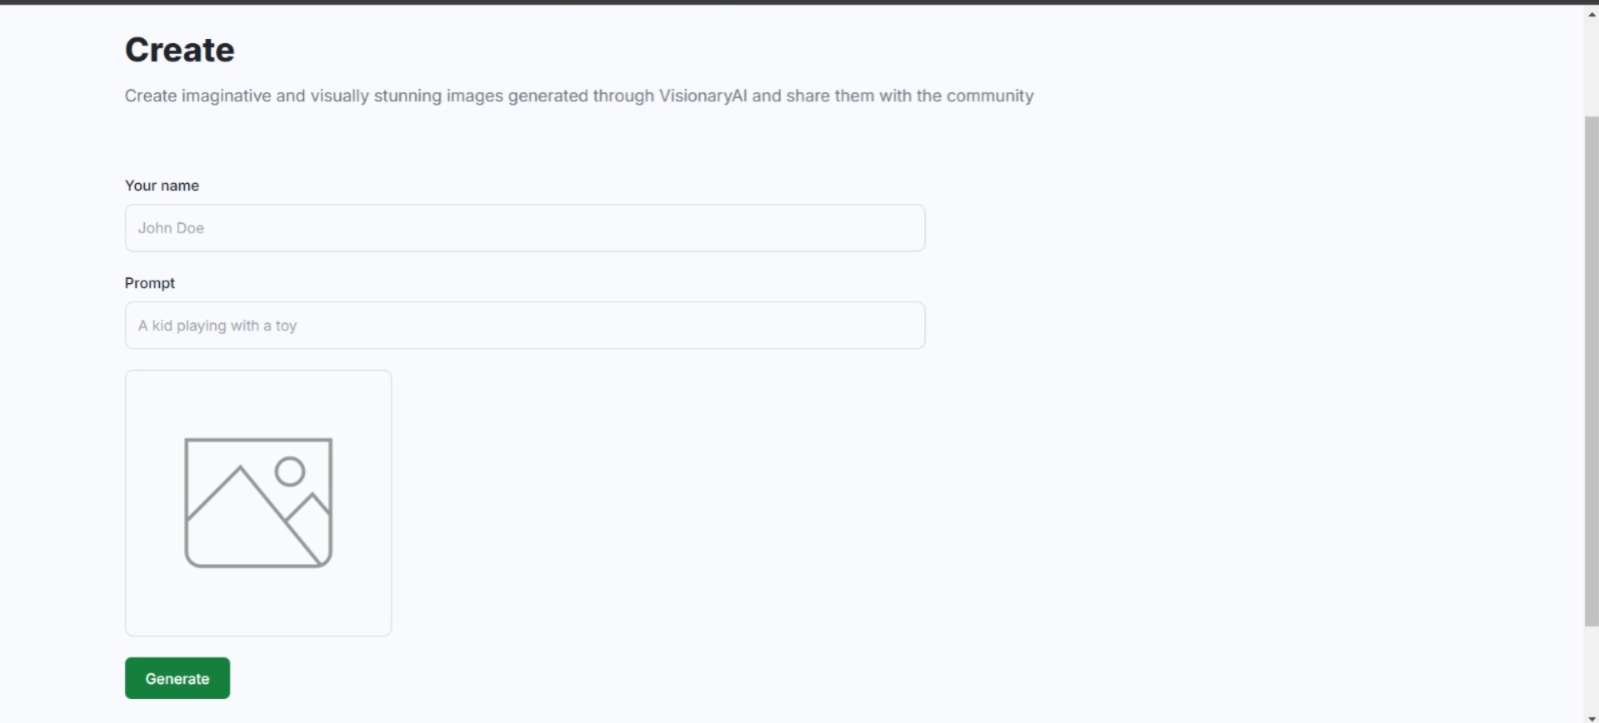 Create
Create imaginative and visually stunning images generated through VisionaryAI and share them with the community
Your name
John Doe
Prompt
A kid playing with a toy
Generate